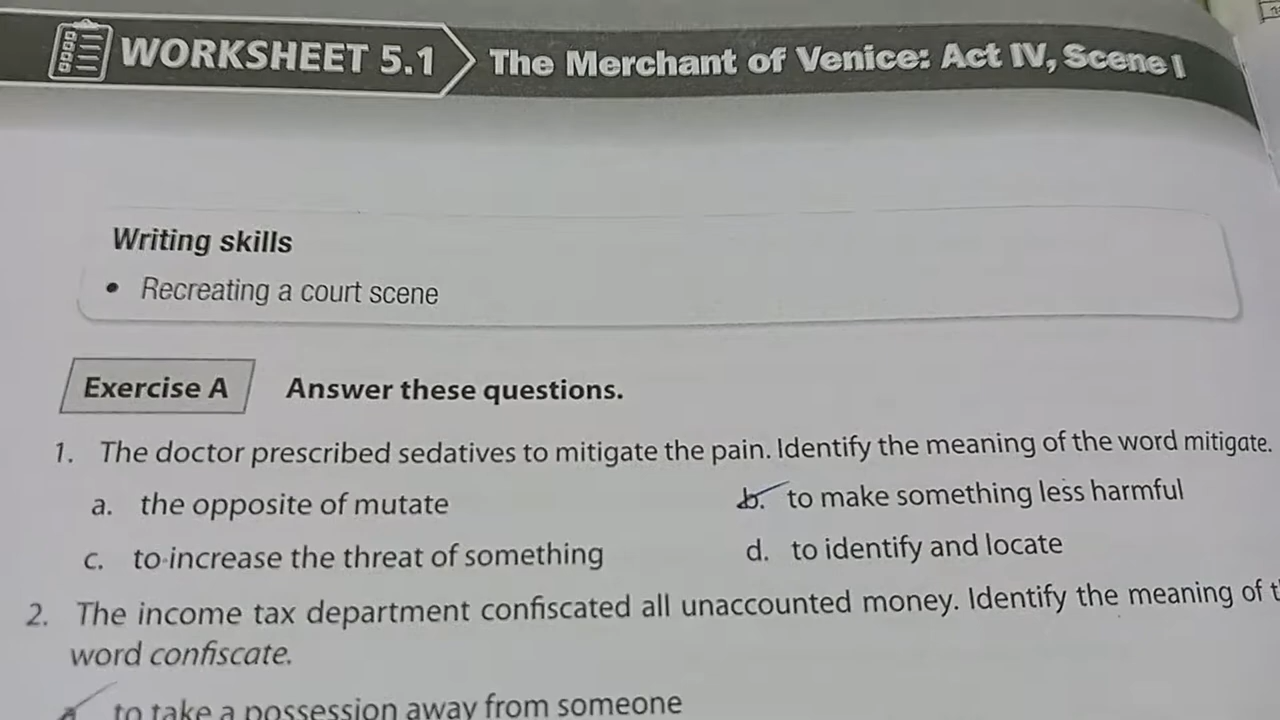 WORKSHEET 5.1 The Merchant of Venice: Act IV, Scene I
Writing skills
• Recreating a court scene
Exercise A Answer these questions.
1. The doctor prescribed sedatives to mitigate the pain. Identify the meaning of the word mitigate.
a. the opposite of mutate b. to make something less harmful
c. to increase the threat of something d. to identify and locate
2. The income tax department confiscated all unaccounted money. Identify the meaning of
word confiscate.
to take a possession away from someone